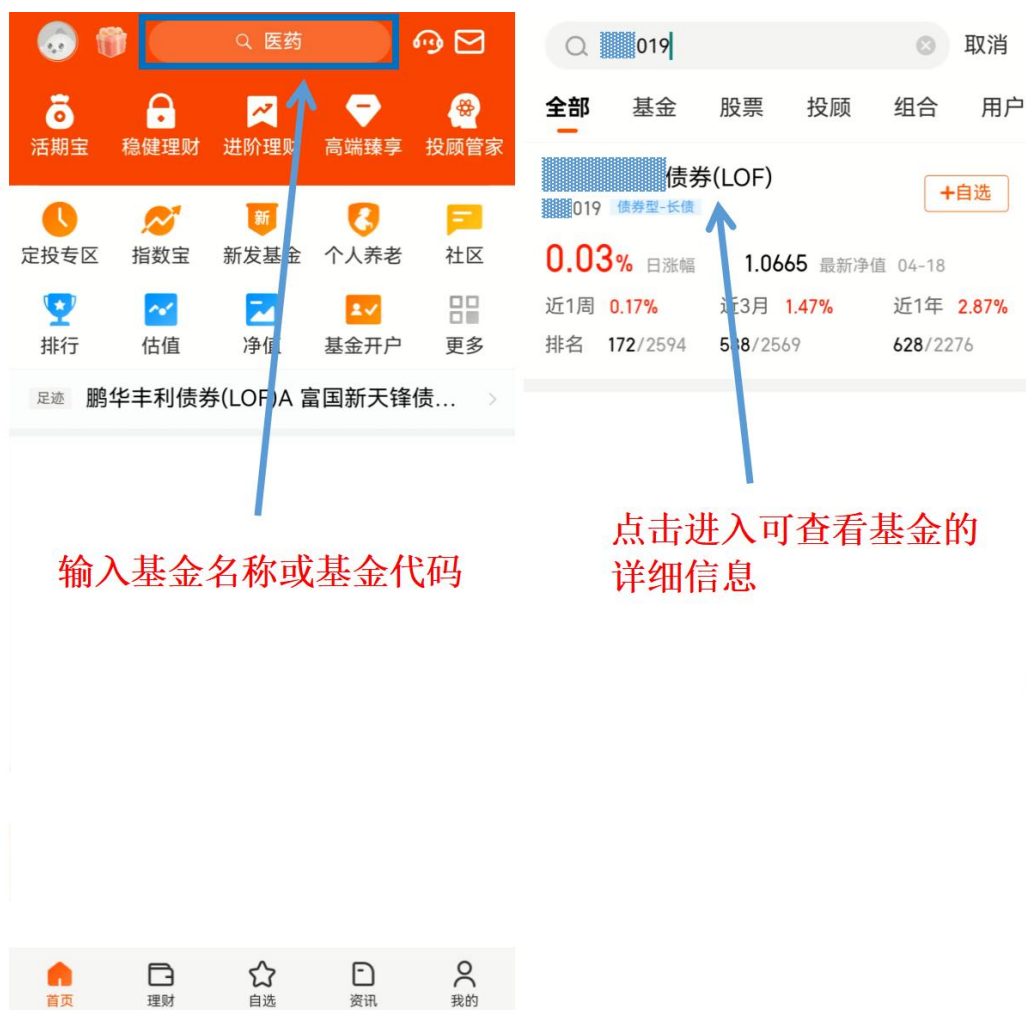 医药
活期宝 稳健理财 进阶理财 高端臻享 投顾管家
新
定投专区 指数宝 新发基金 个人养老 社区
排行 估值 净值 基金开户 更多
足迹 鹏华丰利债券(LOF)A 富国新天锋债...
输入基金名称或基金代码
首页 理财 自选 资讯 我的
019 取消
全部 基金 股票 投顾 组合 用户
债券(LOF)
+自选
019 债券型-长债
0.03% 日涨幅 1.0665 最新净值 04-18
近1周 0.17% 近3月 1.47% 近1年 2.87%
排名 172/2594 538/2569 628/2276
点击进入可查看基金的
详细信息